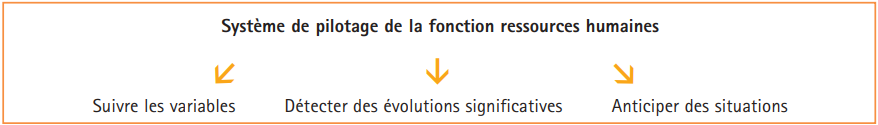 Système de pilotage de la fonction ressources humaines
Suivre les variables Détecter des évolutions significatives Anticiper des situations